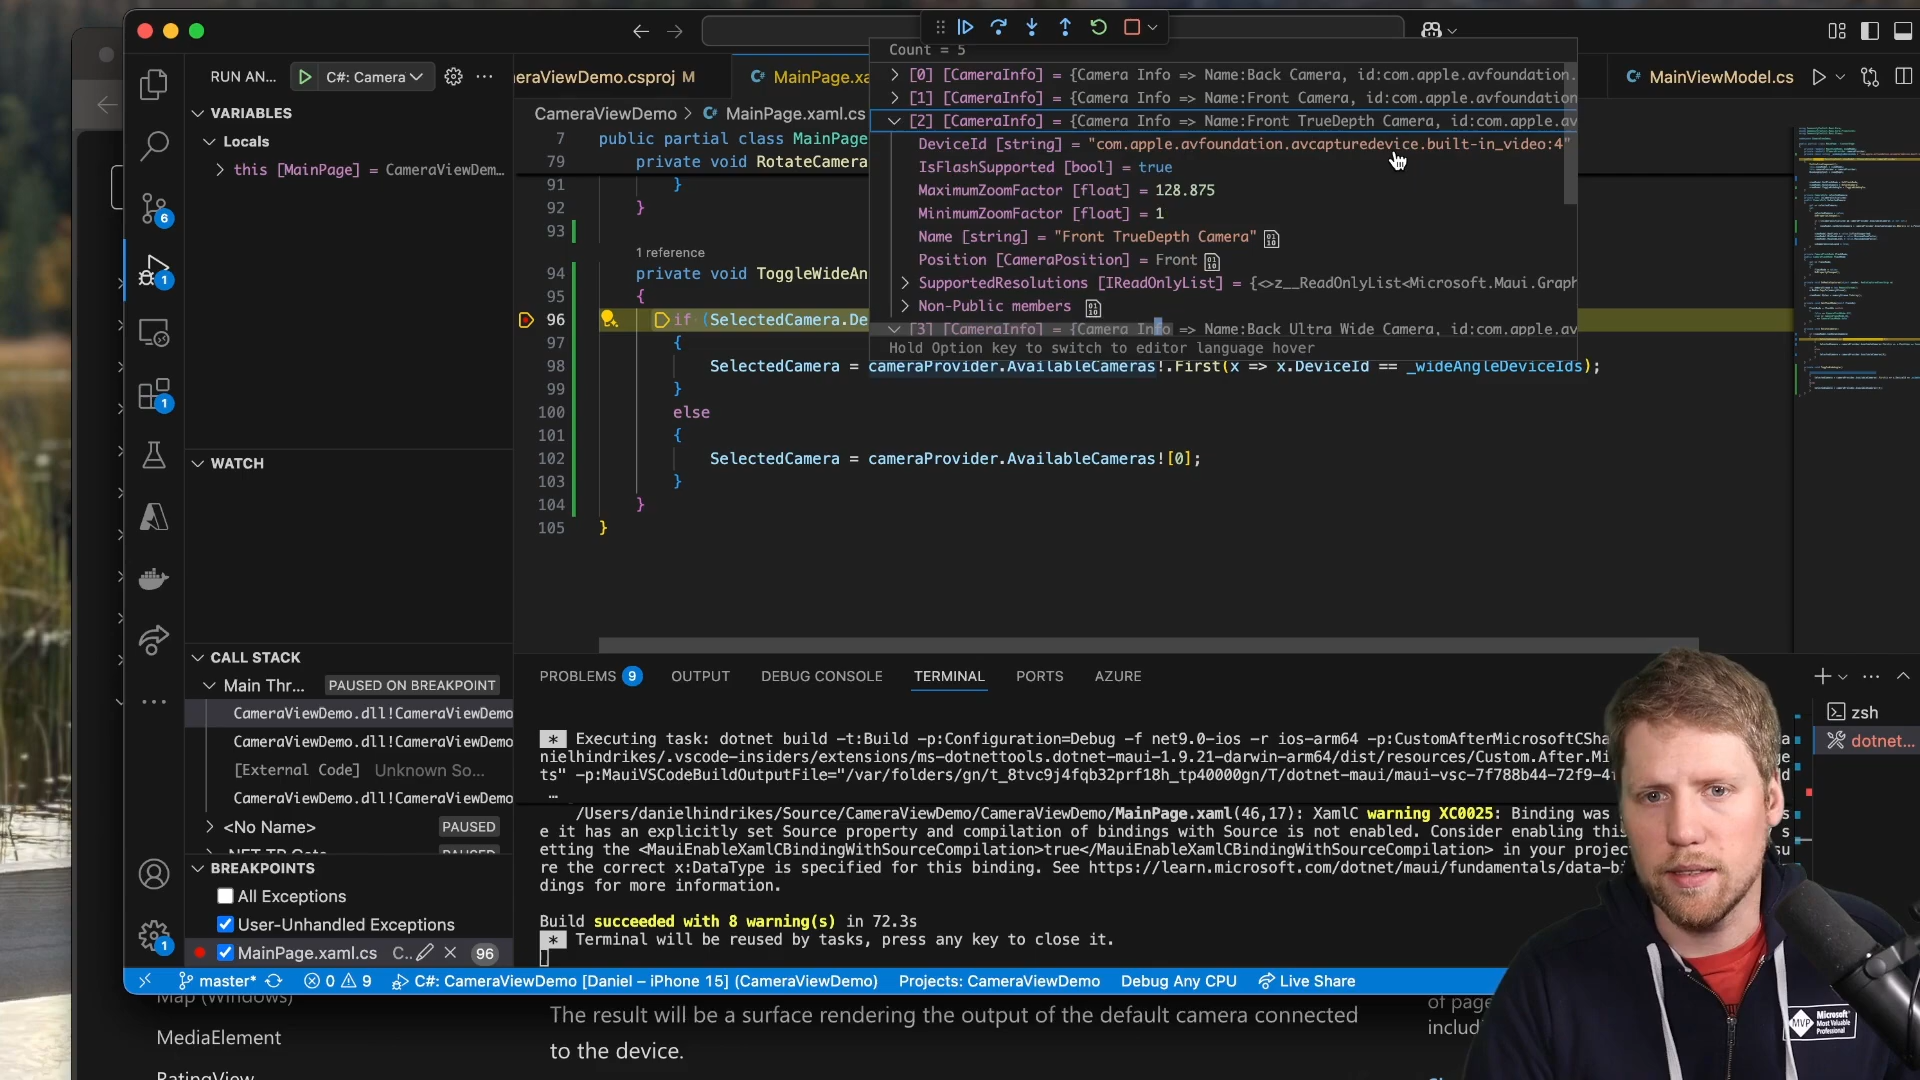 RUN AN...
C#: Camera
eraViewDemo.csproj M
C# MainPage.xa
C# MainViewModel.cs
VARIABLES
Locals
this [MainPage] = CameraViewDem...
WATCH
CALL STACK
Main Thr... PAUSED ON BREAKPOINT
CameraViewDemo.dll!CameraViewDemo
CameraViewDemo.dll!CameraViewDemo
[External Code] Unknown So...
CameraViewDemo.dll!CameraViewDemo
<No Name> PAUSED
PAUSED
BREAKPOINTS
All Exceptions
User-Unhandled Exceptions
MainPage.xaml.cs C.. 96
6
1
1
1
CameraViewDemo > C# MainPage.xaml.cs
7 public partial class MainPage
79 private void RotateCamera
91 }
92 }
93
1 reference
94 private void ToggleWideAn
95 {
96 if (SelectedCamera.De
97 {
98 SelectedCamera = cameraProvider.AvailableCameras!.First(x => x.DeviceId == _wideAngleDeviceIds);
99 }
100 else
101 {
102 SelectedCamera = cameraProvider.AvailableCameras![0];
103 }
104 }
105 }
Count = 5
[0] [CameraInfo] = {Camera Info => Name:Back Camera, id:com.apple.avfoundation.
[1] [CameraInfo] = {Camera Info => Name:Front Camera, id:com.apple.avfoundation
[2] [CameraInfo] = {Camera Info => Name:Front TrueDepth Camera, id:com.apple.av
DeviceId [string] = "com.apple.avfoundation.avcapturedevice.built-in_video:4"
IsFlashSupported [bool] = true
MaximumZoomFactor [float] = 128.875
MinimumZoomFactor [float] = 1
Name [string] = "Front TrueDepth Camera"
Position [CameraPosition] = Front
SupportedResolutions [IReadOnlyList] = {<>z__ReadOnlyList<Microsoft.Maui.Graph
Non-Public members
[3] [CameraInfo] = {Camera Info => Name:Back Ultra Wide Camera, id:com.apple.av
Hold Option key to switch to editor language hover
PROBLEMS 9 OUTPUT DEBUG CONSOLE TERMINAL PORTS AZURE
zsh
dotnet...
* Executing task: dotnet build -t:Build -p:Configuration=Debug -f net9.0-ios -r ios-arm64 -p:CustomAfterMicrosoftCSha
nielhindrikes/.vscode-insiders/extensions/ms-dotnettools.dotnet-maui-1.9.21-darwin-arm64/dist/resources/Custom.After.Mi
ts" -p:MauiVSCodeBuildOutputFile="/var/folders/gn/t_8tvc9j4fqb32prf18h_tp40000gn/T/dotnet-maui/maui-vsc-7f788b44-72f9-4
…
/Users/danielhindrikes/Source/CameraViewDemo/CameraViewDemo/MainPage.xaml(46,17): XamlC warning XC0025: Binding was
e it has an explicitly set Source property and compilation of bindings with Source is not enabled. Consider enabling this
etting the <MauiEnableXamlCBindingWithSourceCompilation>true</MauiEnableXamlCBindingWithSourceCompilation> in your projec
re the correct x:DataType is specified for this binding. See https://learn.microsoft.com/dotnet/maui/fundamentals/data-bi
dings for more information.
Build succeeded with 8 warning(s) in 72.3s
* Terminal will be reused by tasks, press any key to close it.
master* 0 9 C#: CameraViewDemo [Daniel – iPhone 15] (CameraViewDemo) Projects: CameraViewDemo Debug Any CPU Live Share
Map (Windows)
MediaElement
RatingView
The result will be a surface rendering the output of the default camera connected
to the device.
of page
includi
Microsoft
MVP Most Valuable
Professional